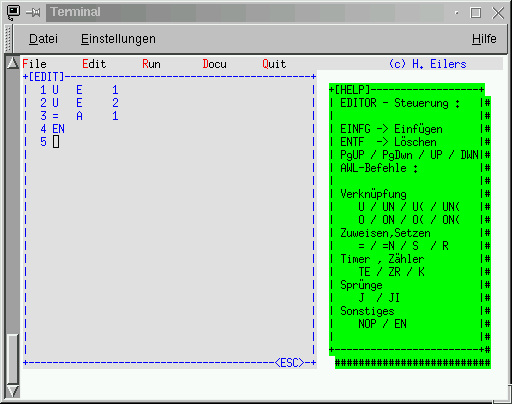 Terminal
Datei Einstellungen Hilfe
File Edit Run Docu Quit (c) H. Eilers
[EDIT]
1 U E 1
2 U E 2
3 = A 1
4 EN
5
<ESC>
[HELP]
EDITOR - Steuerung :
EINFG -> Einfügen
ENTF -> Löschen
PgUP / PgDwn / UP / DWN
AWL-Befehle :
Verknüpfung
U / UN / U( / UN(
O / ON / O( / ON(
Zuweisen,Setzen
= / =N / S / R
Timer , Zähler
TE / ZR / K
Sprünge
J / JI
Sonstiges
NOP / EN